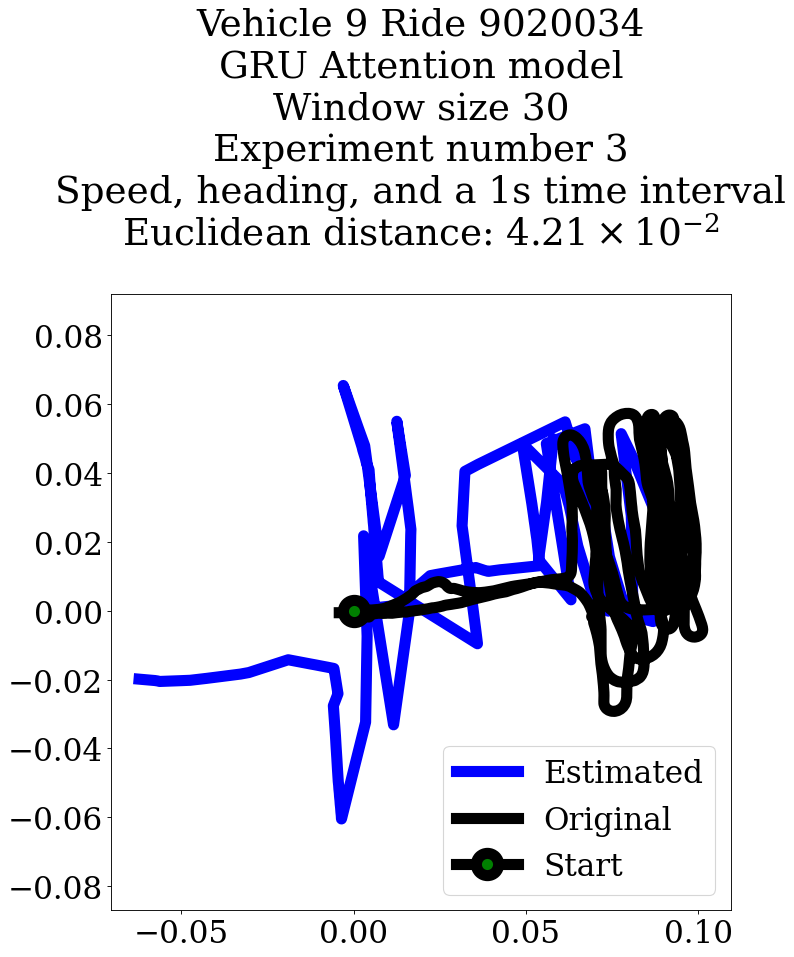 Vehicle 9 Ride 9020034
GRU Attention model
Window size 30
Experiment number 3
Speed, heading, and a 1s time interval
Euclidean distance: 4.21 × 10⁻²
0.08
0.06
0.04
0.02
0.00
−0.02
−0.04
−0.06
−0.08
Estimated
Original
Start
−0.05
0.00
0.05
0.10